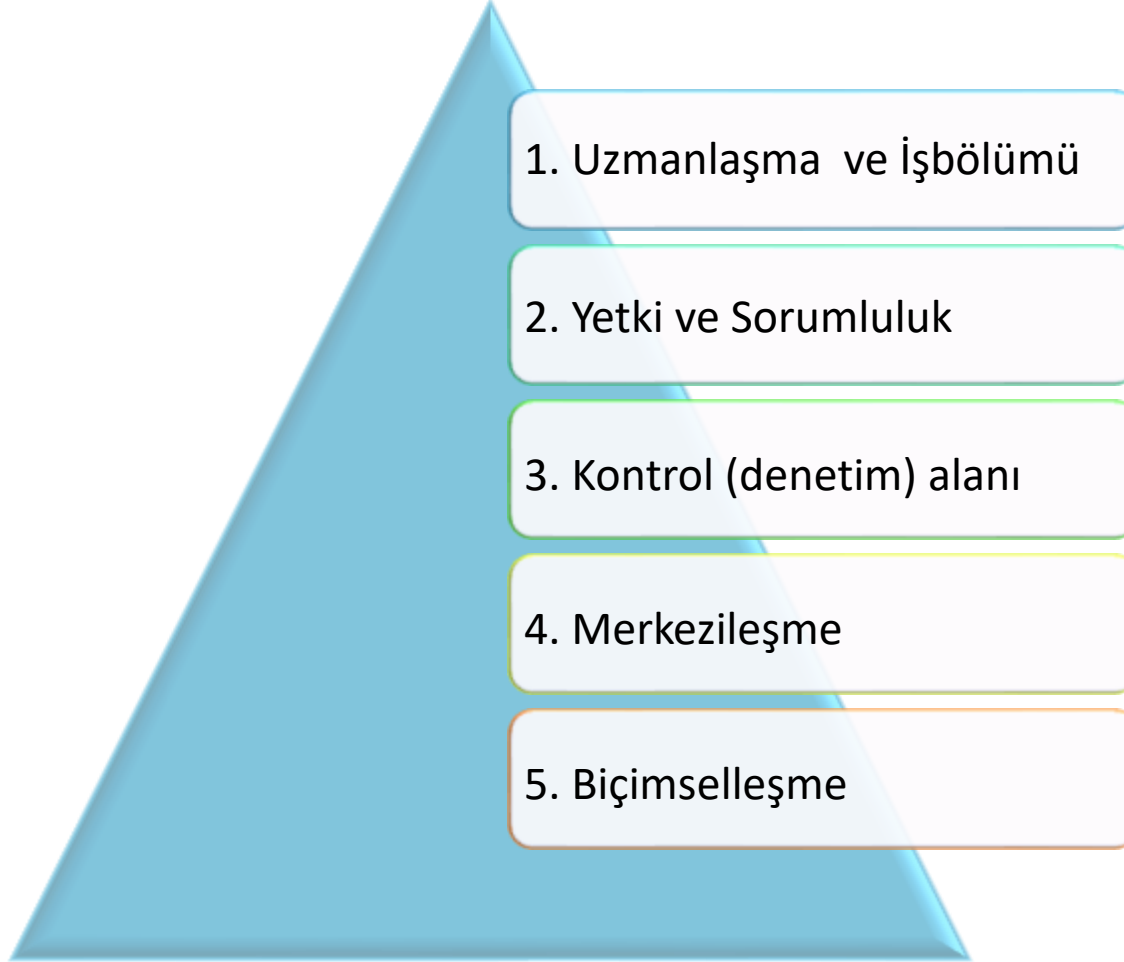 1. Uzmanlaşma  ve İşbölümü
2. Yetki ve Sorumluluk
3. Kontrol (denetim) alanı
4. Merkezileşme
5. Biçimselleşme